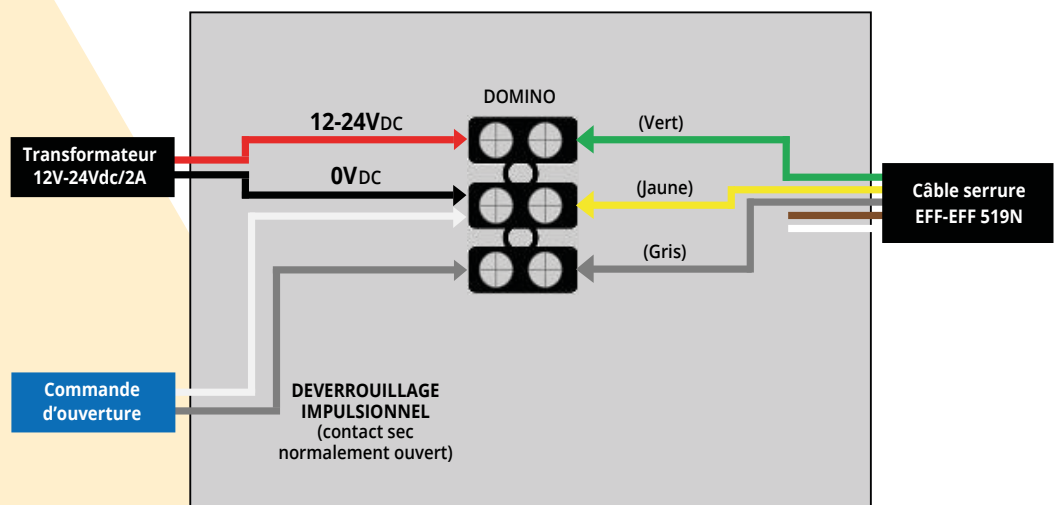 DOMINO
12-24VDC
(Vert)
Transformateur
12V-24Vdc/2A
0VDC
(Jaune)
Câble serrure
EFF-EFF 519N
(Gris)
Commande
d'ouverture
DEVERROUILLAGE
IMPULSIONNEL
(contact sec
normalement ouvert)